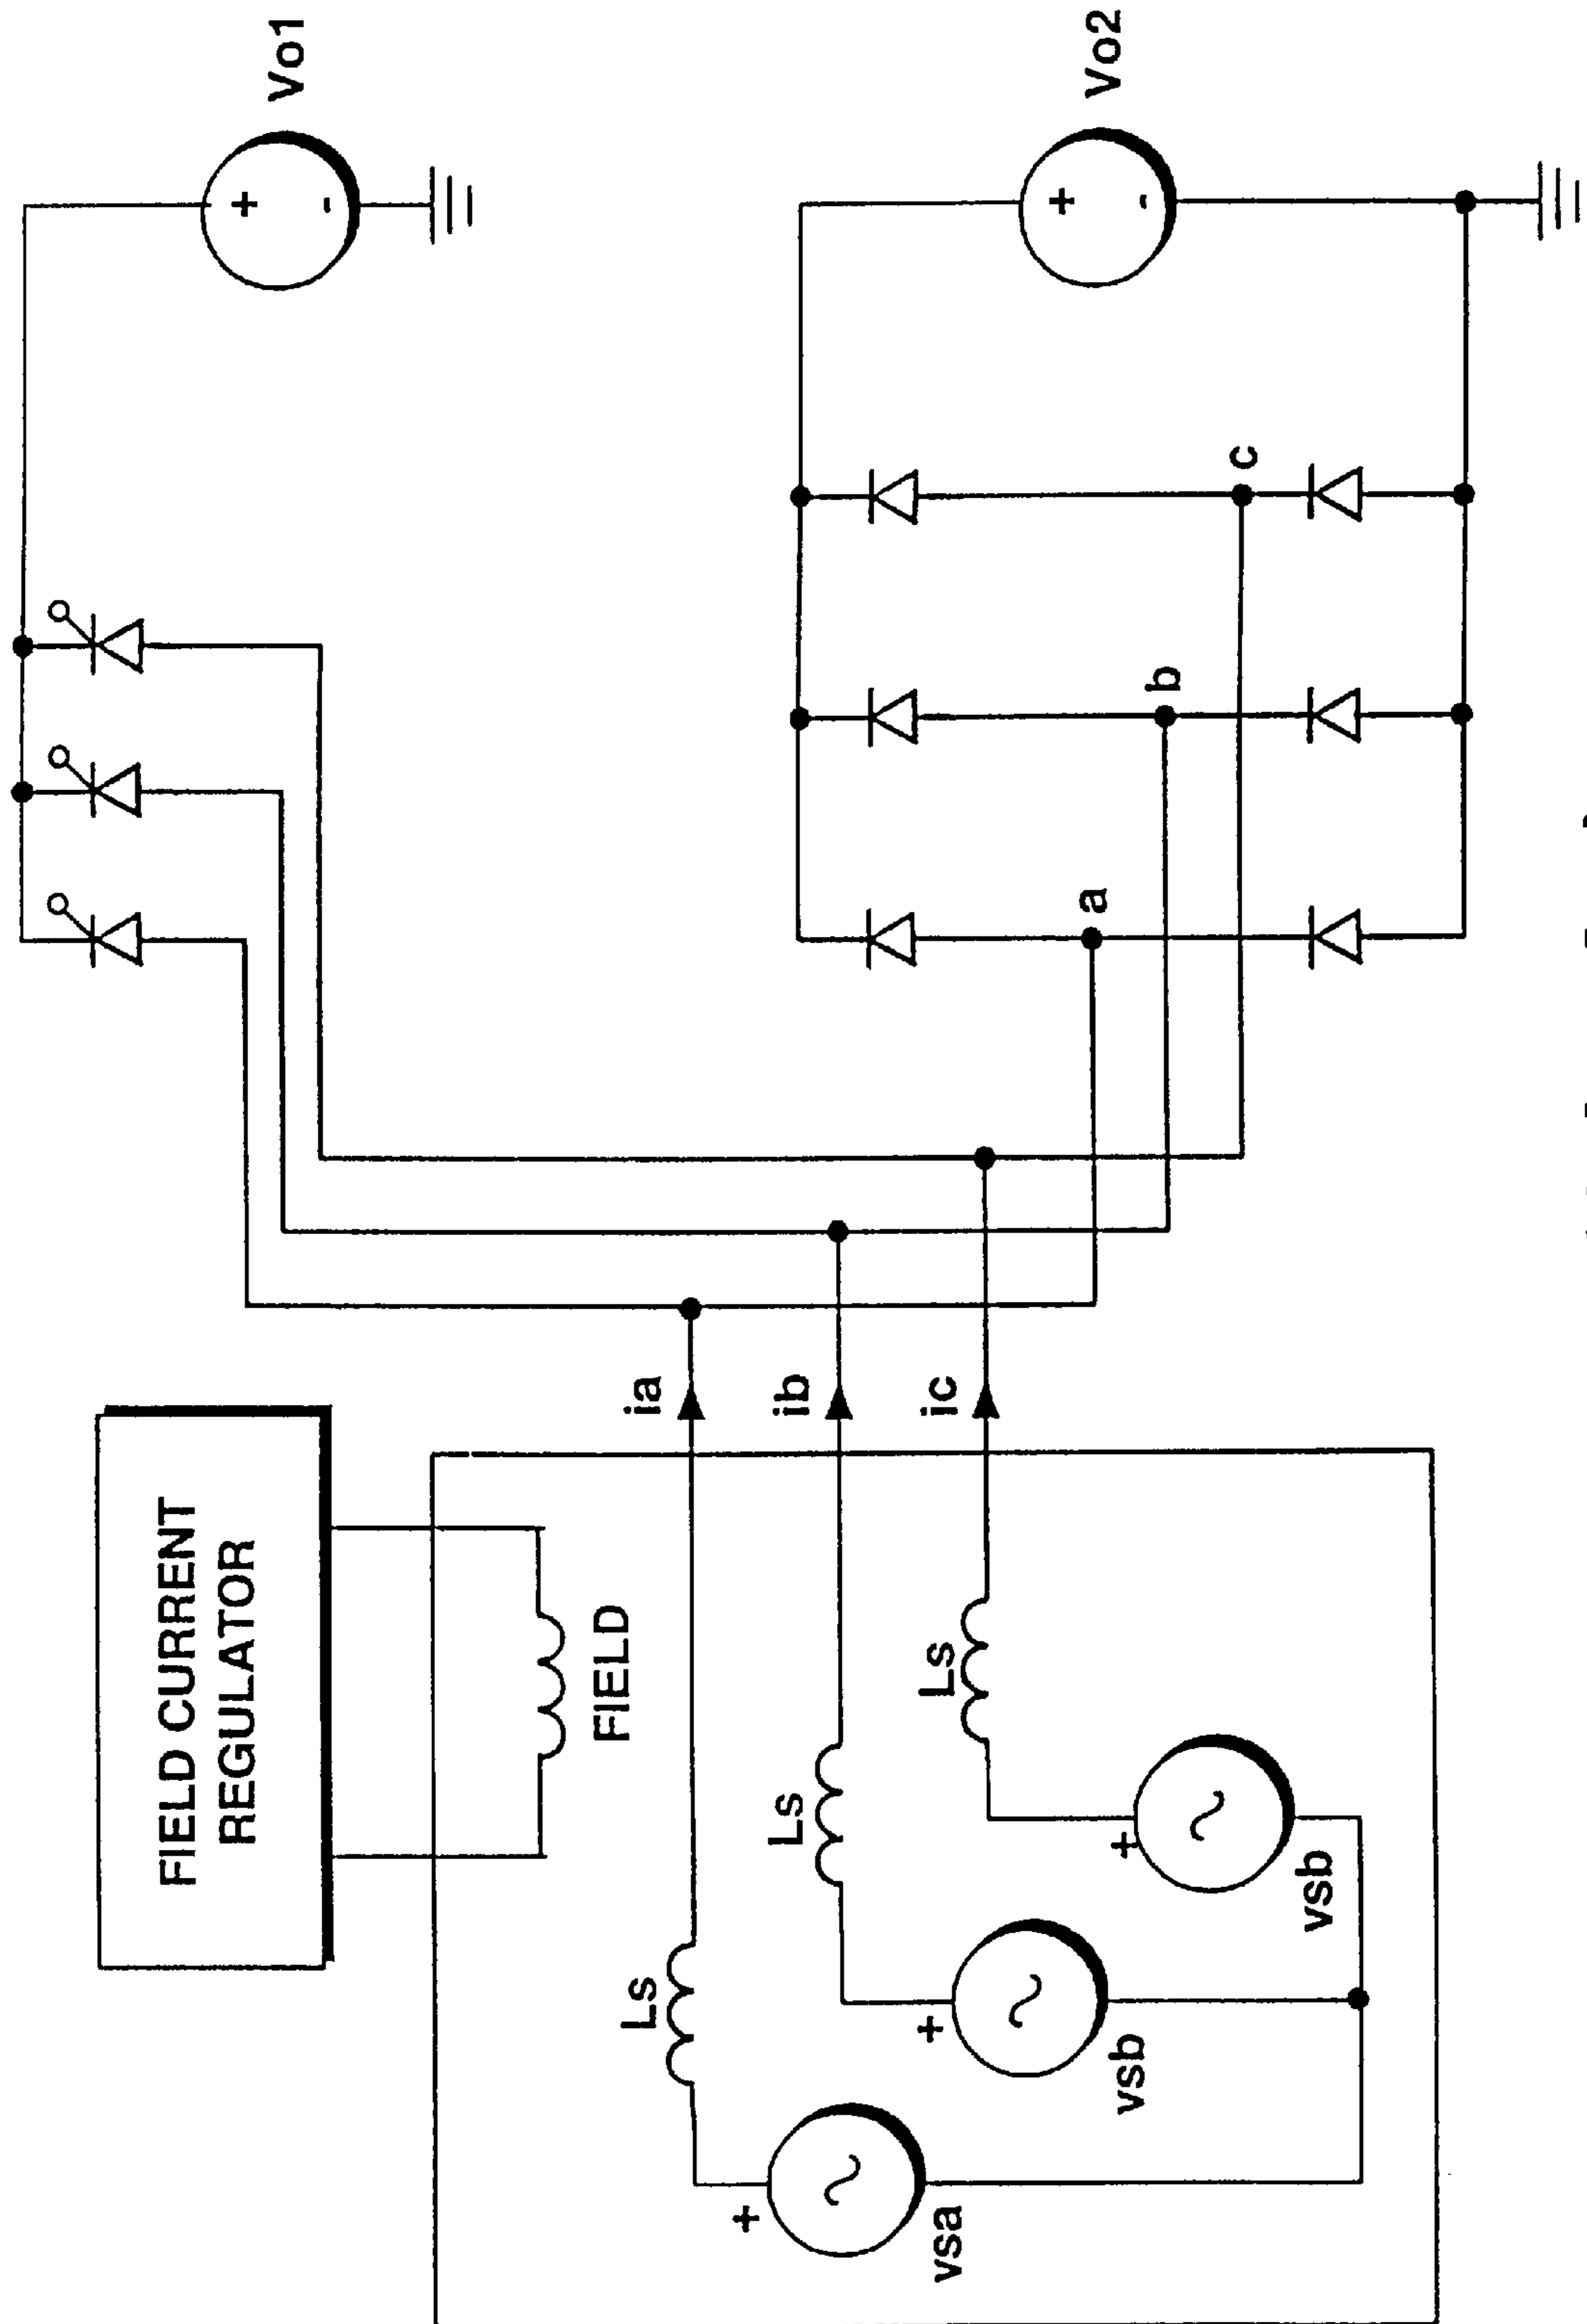 FIELD CURRENT
REGULATOR
FIELD
Vo1
+
-
Ls
Ls
Ls
ia
ib
ic
+
vsa
+
vsb
+
vsb
a
b
c
Vo2
+
-